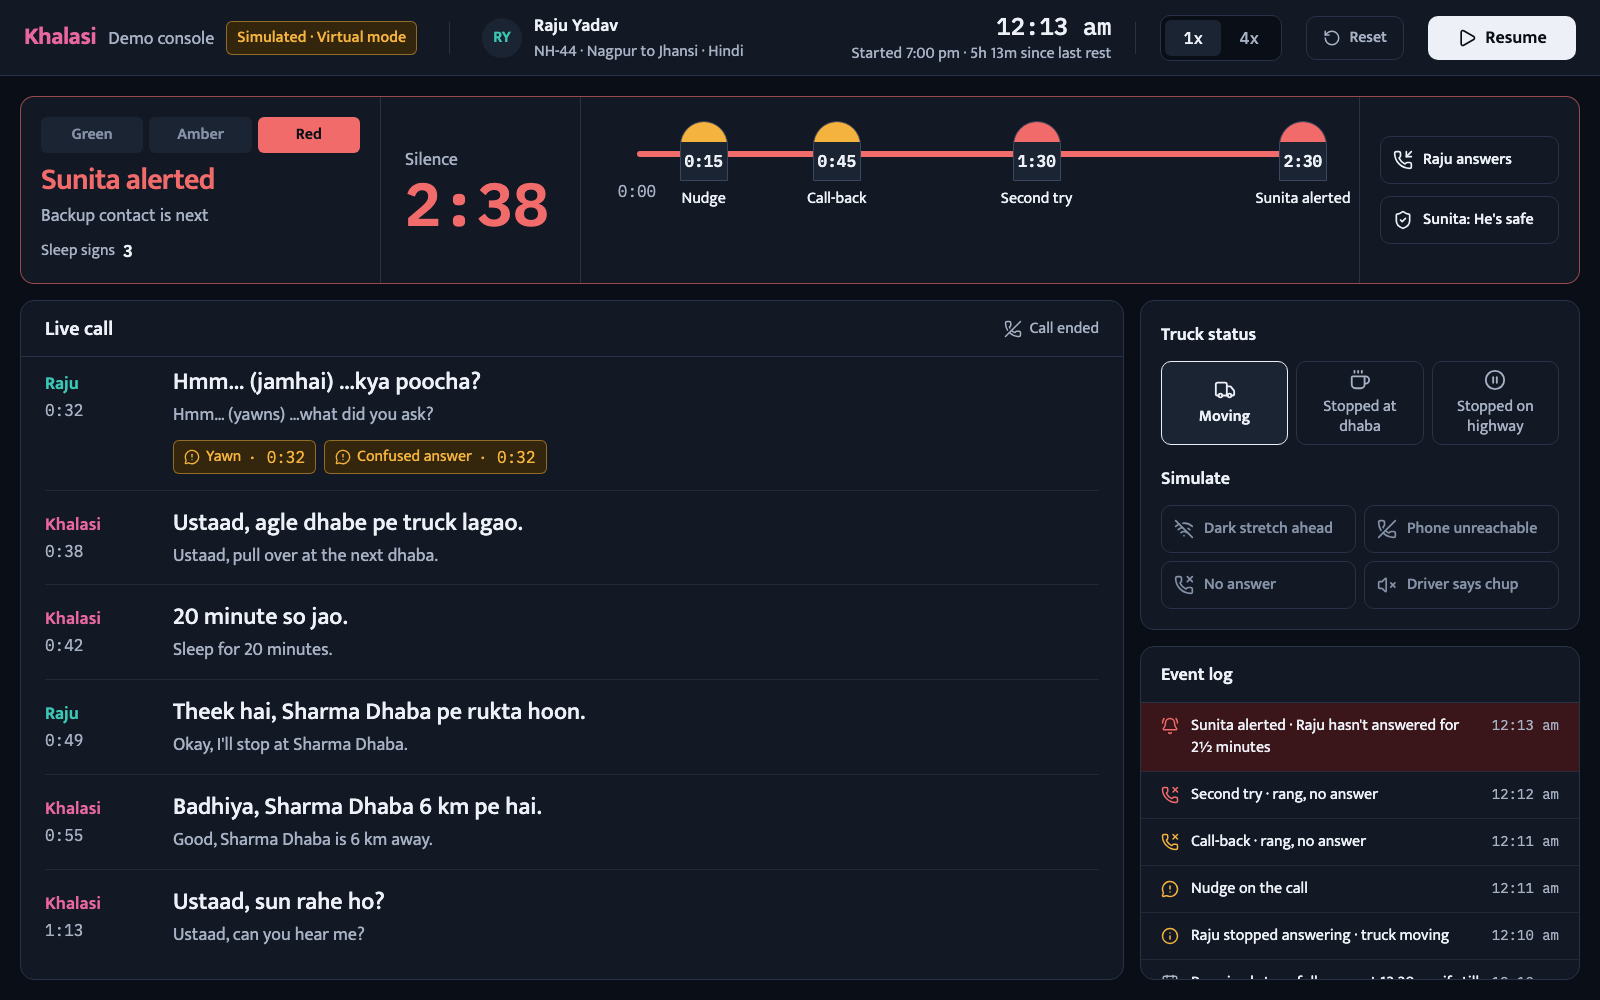 Khalasi Demo console Simulated · Virtual mode
RY
Raju Yadav
NH-44 · Nagpur to Jhansi · Hindi
12:13 am
Started 7:00 pm · 5h 13m since last rest
1x 4x
Reset
Resume
Green Amber Red
Sunita alerted
Backup contact is next
Sleep signs 3
Silence
2:38
0:00
0:15 Nudge
0:45 Call-back
1:30 Second try
2:30 Sunita alerted
Raju answers
Sunita: He's safe
Live call
Call ended
Raju
0:32
Hmm... (jamhai) ...kya poocha?
Hmm... (yawns) ...what did you ask?
Yawn · 0:32
Confused answer · 0:32
Khalasi
0:38
Ustaad, agle dhabe pe truck lagao.
Ustaad, pull over at the next dhaba.
Khalasi
0:42
20 minute so jao.
Sleep for 20 minutes.
Raju
0:49
Theek hai, Sharma Dhaba pe rukta hoon.
Okay, I'll stop at Sharma Dhaba.
Khalasi
0:55
Badhiya, Sharma Dhaba 6 km pe hai.
Good, Sharma Dhaba is 6 km away.
Khalasi
1:13
Ustaad, sun rahe ho?
Ustaad, can you hear me?
Truck status
Moving
Stopped at
dhaba
Stopped on
highway
Simulate
Dark stretch ahead
Phone unreachable
No answer
Driver says chup
Event log
Sunita alerted · Raju hasn't answered for 12:13 am
2½ minutes
Second try · rang, no answer 12:12 am
Call-back · rang, no answer 12:11 am
Nudge on the call 12:11 am
Raju stopped answering · truck moving 12:10 am